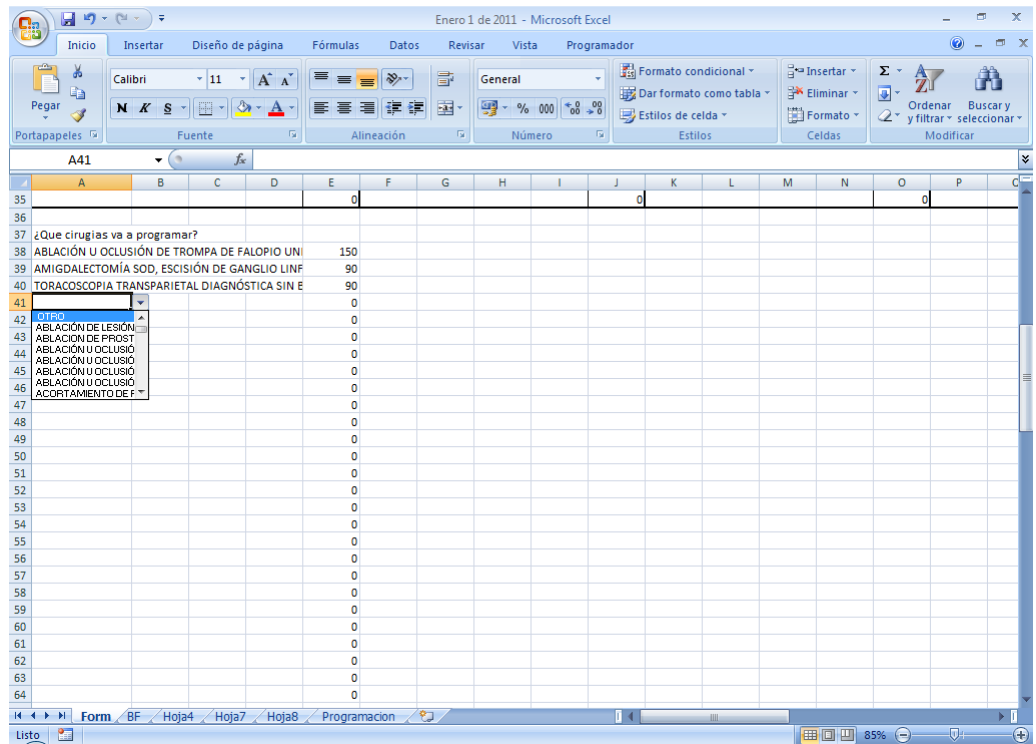 Enero 1 de 2011 - Microsoft Excel
Inicio Insertar Diseño de página Fórmulas Datos Revisar Vista Programador
Pegar
Portapapeles
Calibri 11
N K S
Fuente
Alineación
General
% 000
Número
Formato condicional
Dar formato como tabla
Estilos de celda
Estilos
Insertar
Eliminar
Formato
Celdas
Ordenar y filtrar
Buscar y seleccionar
Modificar
A41 fx
A B C D E F G H I J K L M N O P
35 0 0 0
36
37 ¿Que cirugias va a programar?
38 ABLACIÓN U OCLUSIÓN DE TROMPA DE FALOPIO UNI 150
39 AMIGDALECTOMÍA SOD, ESCISIÓN DE GANGLIO LINF 90
40 TORACOSCOPIA TRANSPARIETAL DIAGNÓSTICA SIN 90
41 0
OTRO
ABLACIÓN DE LESIÓN
ABLACION DE PROST
ABLACIÓN U OCLUSIÓ
ABLACIÓN U OCLUSIÓ
ABLACIÓN U OCLUSIÓ
ABLACIÓN U OCLUSIÓ
ACORTAMIENTO DE
42 0
43 0
44 0
45 0
46 0
47 0
48 0
49 0
50 0
51 0
52 0
53 0
54 0
55 0
56 0
57 0
58 0
59 0
60 0
61 0
62 0
63 0
64 0
Form BF Hoja4 Hoja7 Hoja8 Programacion
Listo 85%